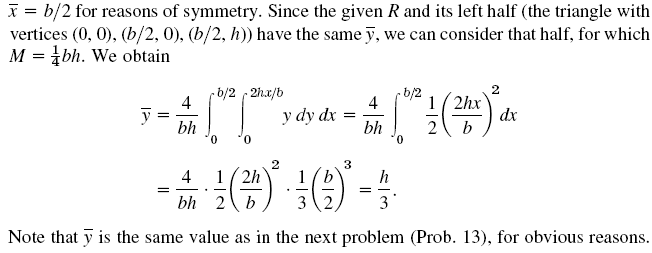 x̄ = b/2 for reasons of symmetry. Since the given R and its left half (the triangle with
vertices (0, 0), (b/2, 0), (b/2, h)) have the same ȳ, we can consider that half, for which
M = ¼bh. We obtain
ȳ = 4/bh ∫₀^{b/2} ∫₀^{2hx/b} y dy dx = 4/bh ∫₀^{b/2} 1/2 (2hx/b)² dx
= 4/bh · 1/2 (2h/b)² · 1/3 (b/2)³ = h/3.
Note that ȳ is the same value as in the next problem (Prob. 13), for obvious reasons.